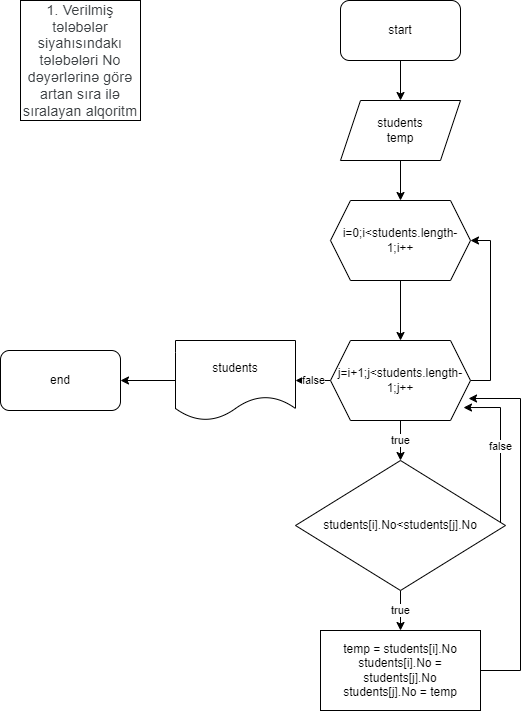 1. Verilmiş
tələbələr
siyahısındakı
tələbələri No
dəyərlərinə görə
artan sıra ilə
sıralayan alqoritm
start
students
temp
i=0;i<students.length-
1;i++
j=i+1;j<students.length-
1;j++
false
students
end
true
false
students[i].No<students[j].No
true
temp = students[i].No
students[i].No =
students[j].No
students[j].No = temp